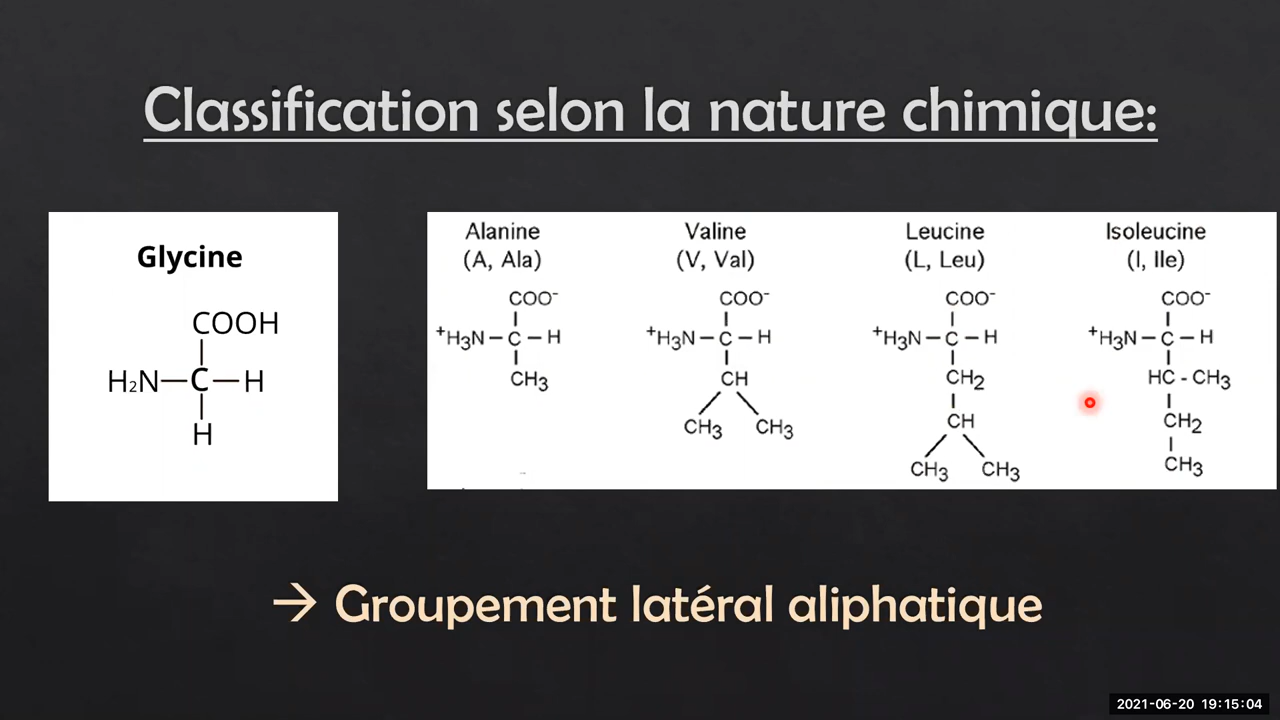 Classification selon la nature chimique:
Glycine
COOH
H₂N—C—H
H
Alanine
(A, Ala)
COO⁻
⁺H₃N – C – H
CH₃
Valine
(V, Val)
COO⁻
⁺H₃N – C – H
CH
CH₃ CH₃
Leucine
(L, Leu)
COO⁻
⁺H₃N – C – H
CH₂
CH
CH₃ CH₃
Isoleucine
(I, Ile)
COO⁻
⁺H₃N – C – H
HC - CH₃
CH₂
CH₃
→ Groupement latéral aliphatique
2021-06-20 19:15:04